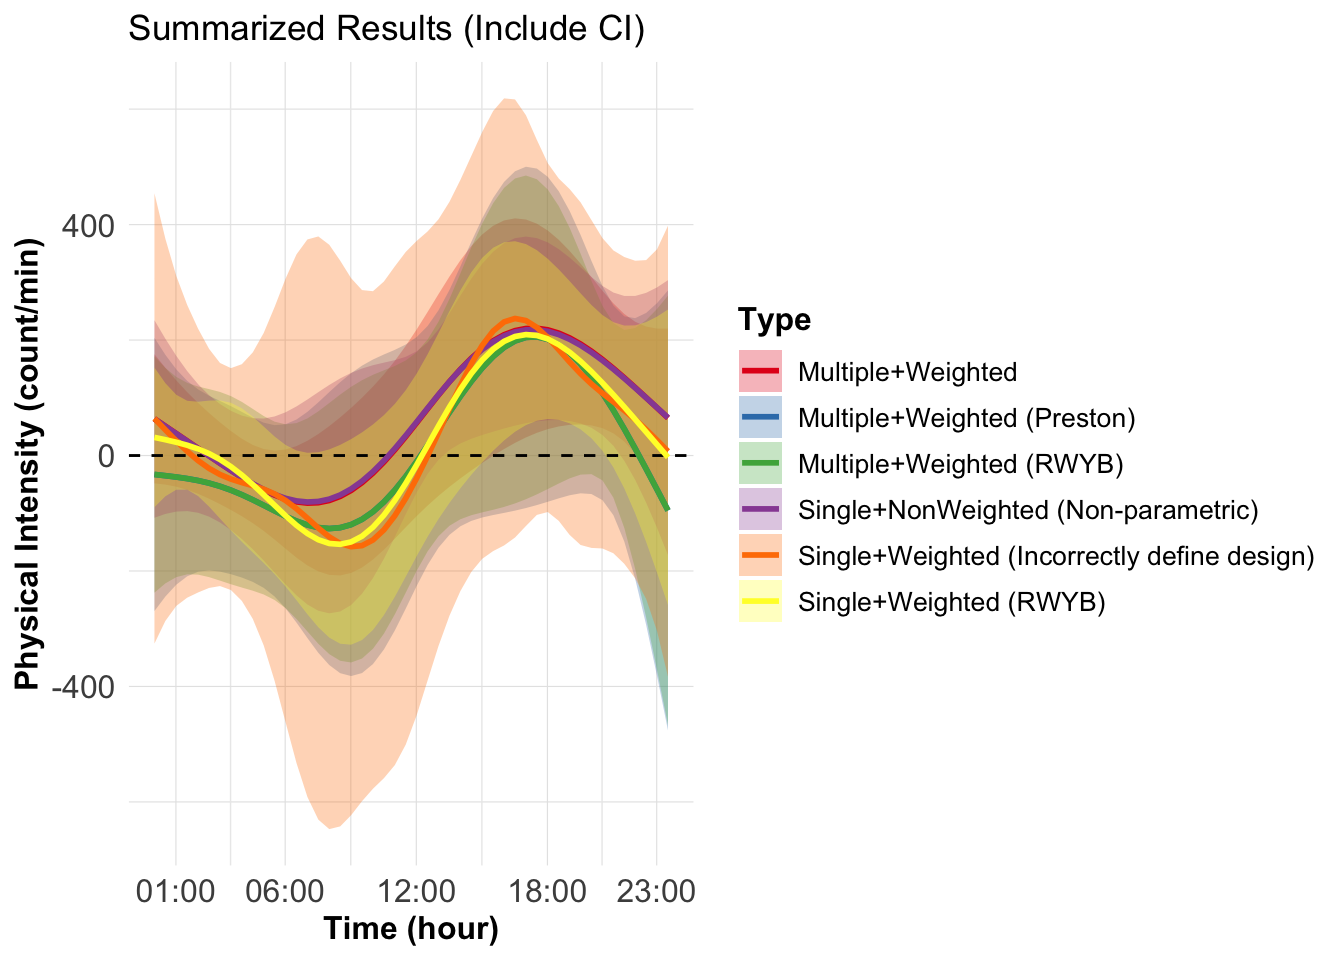 Summarized Results (Include CI)
Physical Intensity (count/min)
400
0
-400
01:00 06:00 12:00 18:00 23:00
Time (hour)
Type
Multiple+Weighted
Multiple+Weighted (Preston)
Multiple+Weighted (RWYB)
Single+NonWeighted (Non-parametric)
Single+Weighted (Incorrectly define design)
Single+Weighted (RWYB)